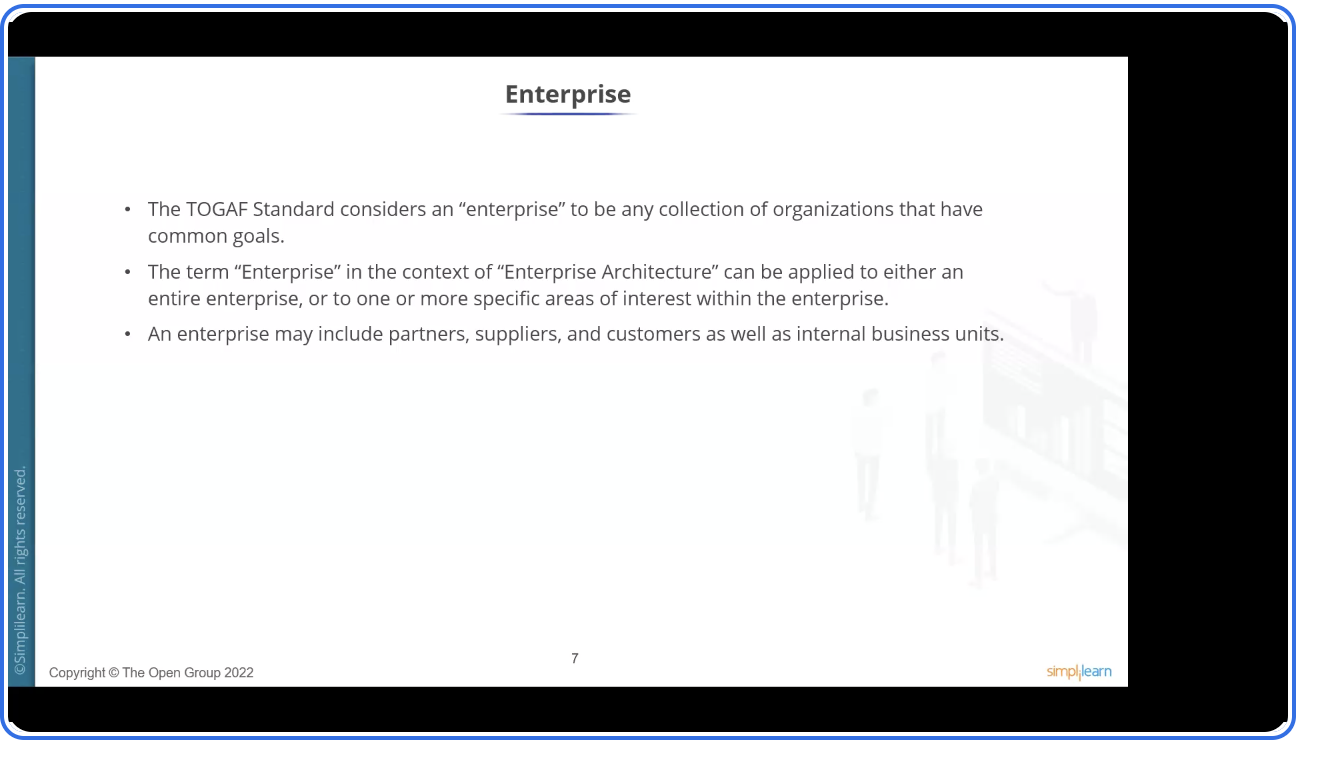 Enterprise
• The TOGAF Standard considers an “enterprise” to be any collection of organizations that have
common goals.
• The term “Enterprise” in the context of “Enterprise Architecture” can be applied to either an
entire enterprise, or to one or more specific areas of interest within the enterprise.
• An enterprise may include partners, suppliers, and customers as well as internal business units.
©Simplilearn. All rights reserved.
7
Copyright © The Open Group 2022
simplilearn